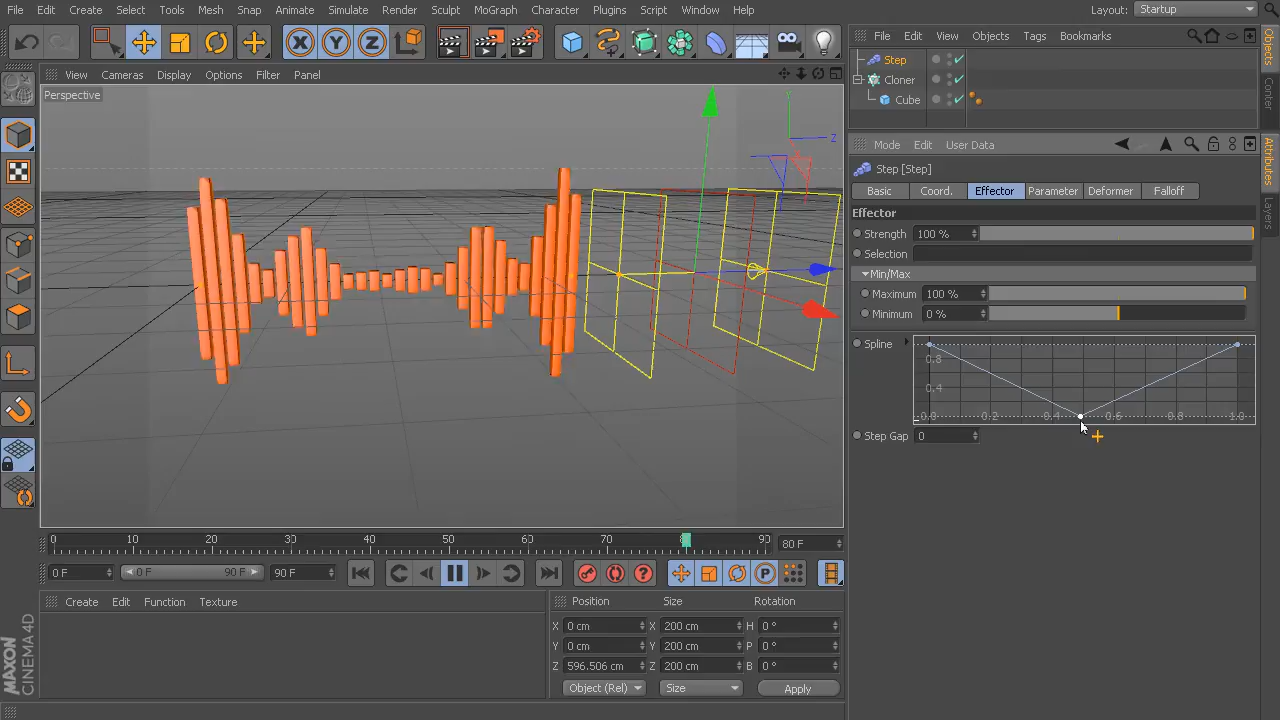 File Edit Create Select Tools Mesh Snap Animate Simulate Render Sculpt MoGraph Character Plugins Script Window Help Layout: Startup
File Edit View Objects Tags Bookmarks
Step
Cloner
Cube
Objects
Layers
Attributes
View Cameras Display Options Filter Panel
Perspective
Y
Z
Mode Edit User Data
Step [Step]
Basic Coord. Effector Parameter Deformer Falloff
Effector
Strength 100 %
Selection
Min/Max
Maximum 100 %
Minimum 0 %
Spline
0.8
0.4
0.0 0.2 0.4 0.6 0.8 1.0
Step Gap 0
0 10 20 30 40 50 60 70 80 90 80 F
0 F 0 F 90 F 90 F
Create Edit Function Texture
Position Size Rotation
X 0 cm X 200 cm H 0 °
Y 0 cm Y 200 cm P 0 °
Z 596.506 cm Z 200 cm B 0 °
Object (Rel) Size Apply
MAXON
CINEMA 4D